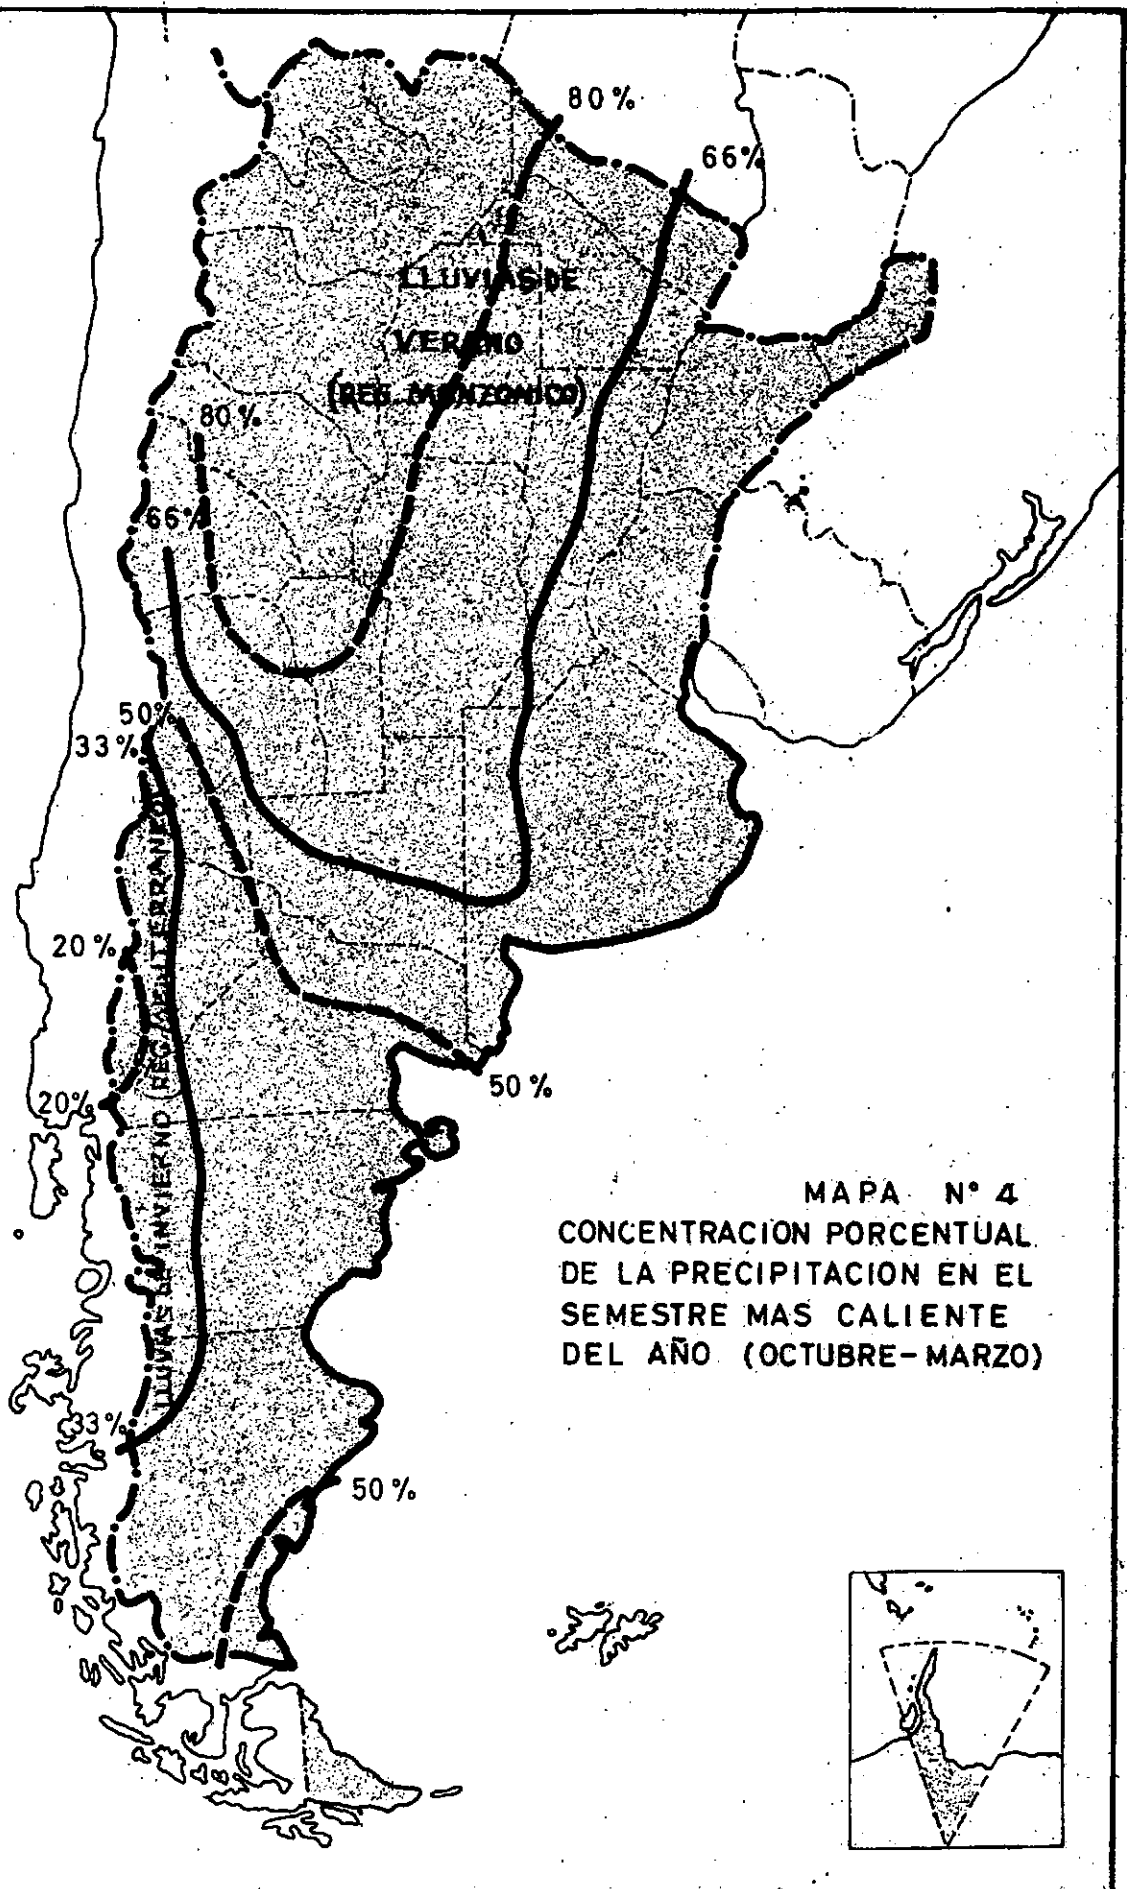 80%
66%
LLUVIAS DE
VERANO
(REG. MONZONICO)
80%
66%
50%
33%
20%
20%
LLUVIAS DE INVIERNO (REG. MEDITERRANEO)
50%
MAPA N° 4
CONCENTRACION PORCENTUAL
DE LA PRECIPITACION EN EL
SEMESTRE MAS CALIENTE
DEL AÑO (OCTUBRE-MARZO)
33%
50%